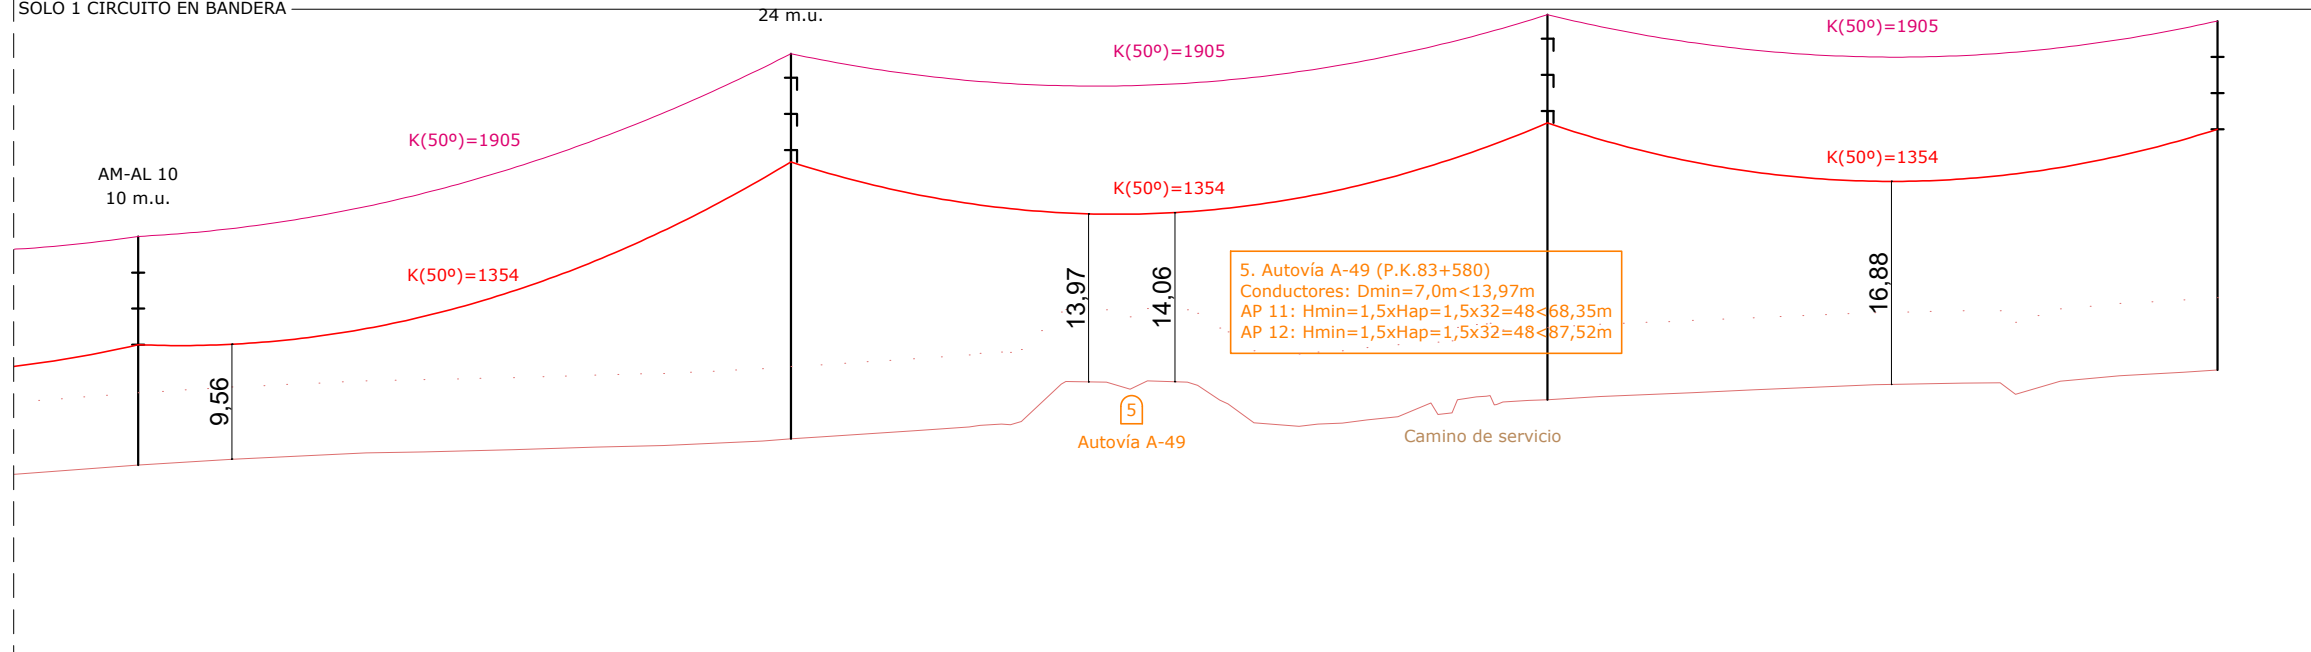 SOLO 1 CIRCUITO EN BANDERA
24 m.u.
K(50º)=1905
K(50º)=1905
K(50º)=1905
AM-AL 10
10 m.u.
K(50º)=1354
K(50º)=1354
K(50º)=1354
9,56
13,97
14,06
16,88
5. Autovía A-49 (P.K.83+580)
Conductores: Dmin=7,0m<13,97m
AP 11: Hmin=1,5xHap=1,5x32=48<68,35m
AP 12: Hmin=1,5xHap=1,5x32=48<87,52m
5
Autovía A-49
Camino de servicio